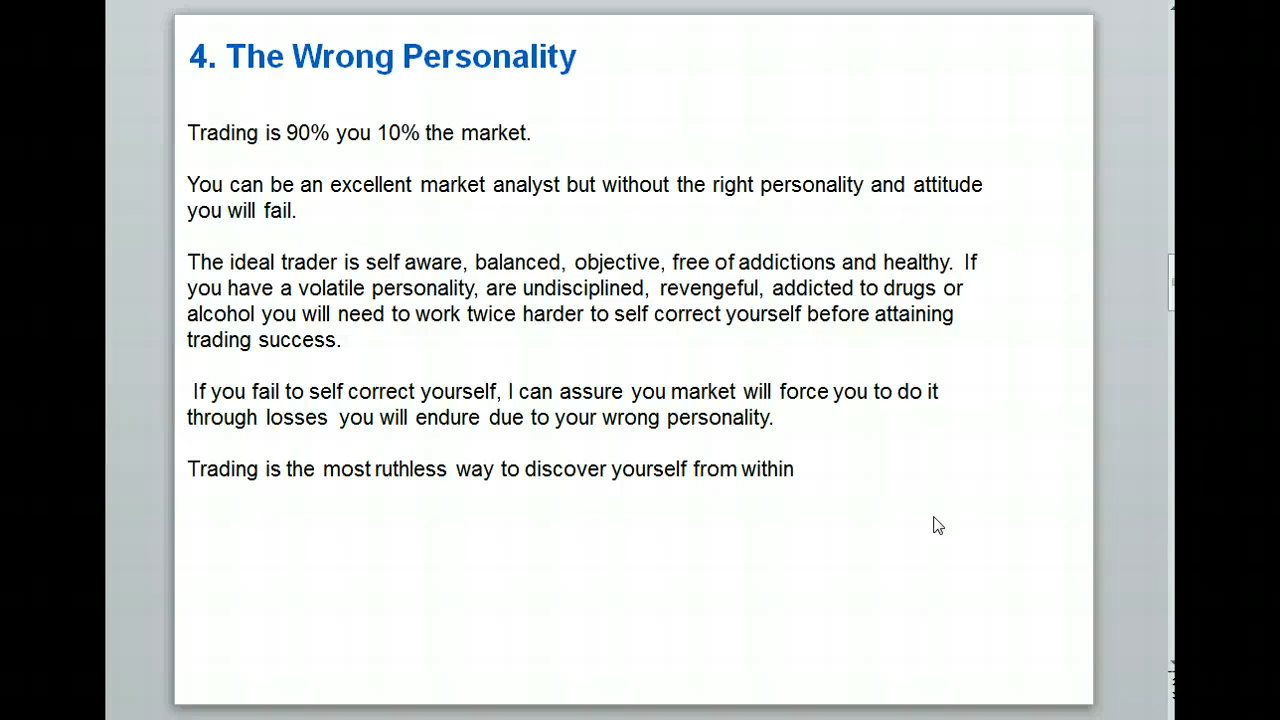 4. The Wrong Personality
Trading is 90% you 10% the market.
You can be an excellent market analyst but without the right personality and attitude
you will fail.
The ideal trader is self aware, balanced, objective, free of addictions and healthy. If
you have a volatile personality, are undisciplined, revengeful, addicted to drugs or
alcohol you will need to work twice harder to self correct yourself before attaining
trading success.
If you fail to self correct yourself, I can assure you market will force you to do it
through losses you will endure due to your wrong personality.
Trading is the most ruthless way to discover yourself from within